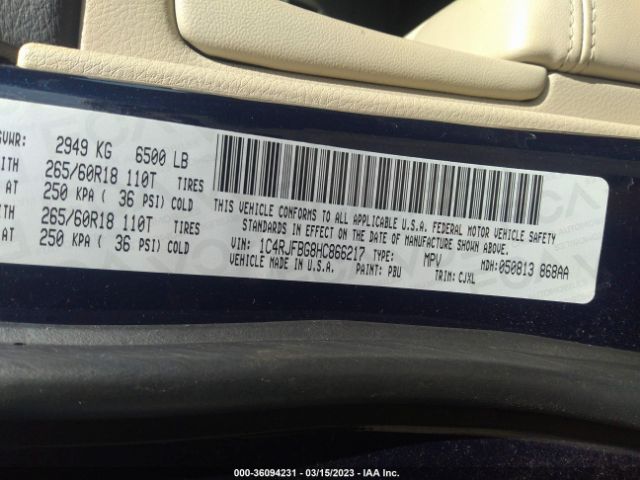 GVWR: 2949 KG 6500 LB
WITH 265/60R18 110T TIRES
AT 250 KPA ( 36 PSI) COLD
WITH 265/60R18 110T TIRES
AT 250 KPA ( 36 PSI) COLD
THIS VEHICLE CONFORMS TO ALL APPLICABLE U.S.A. FEDERAL MOTOR VEHICLE SAFETY
STANDARDS IN EFFECT ON THE DATE OF MANUFACTURE SHOWN ABOVE.
VIN: 1C4RJFBG8HC866217 TYPE: MPV MDH: 050813 868AA
VEHICLE MADE IN U.S.A. PAINT: PBU TRIM: CJXL
000-36094231 - 03/15/2023 - IAA Inc.